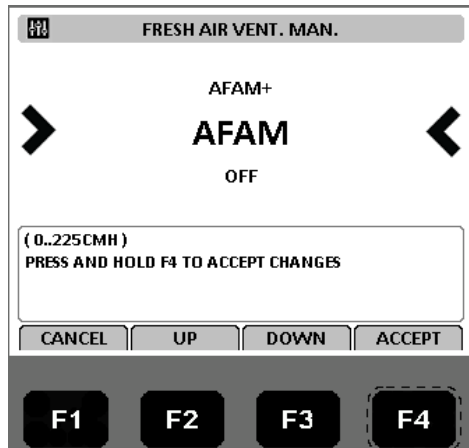 FRESH AIR VENT. MAN.
AFAM+
AFAM
OFF
( 0..225CMH )
PRESS AND HOLD F4 TO ACCEPT CHANGES
CANCEL UP DOWN ACCEPT
F1 F2 F3 F4